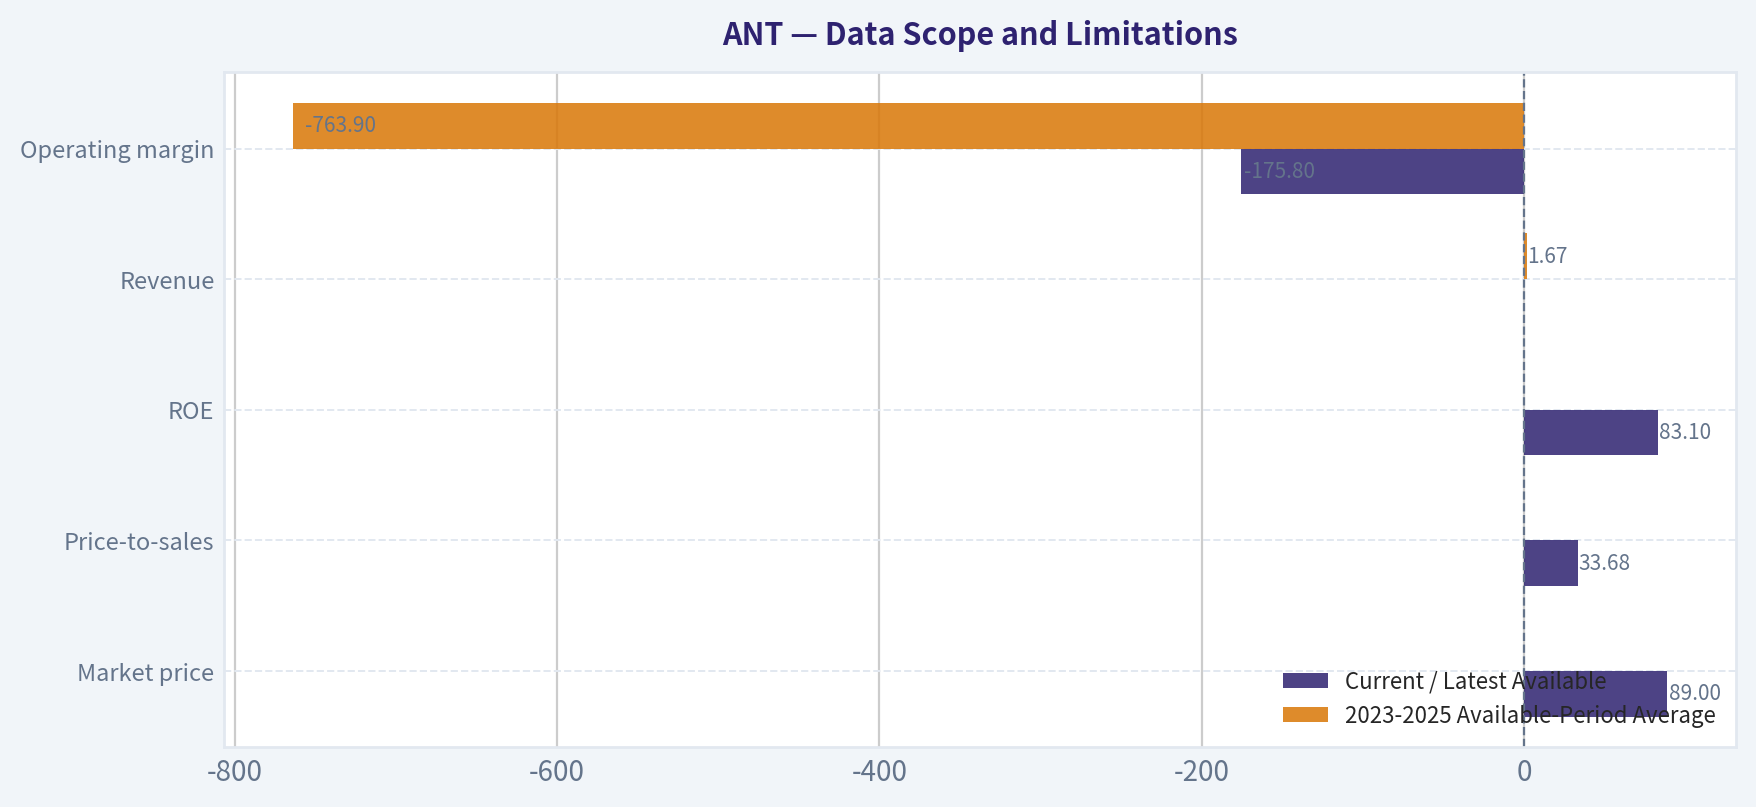 ANT — Data Scope and Limitations
Operating margin
-763.90
-175.80
Revenue
1.67
ROE
83.10
Price-to-sales
33.68
Market price
89.00
Current / Latest Available
2023-2025 Available-Period Average
-800
-600
-400
-200
0